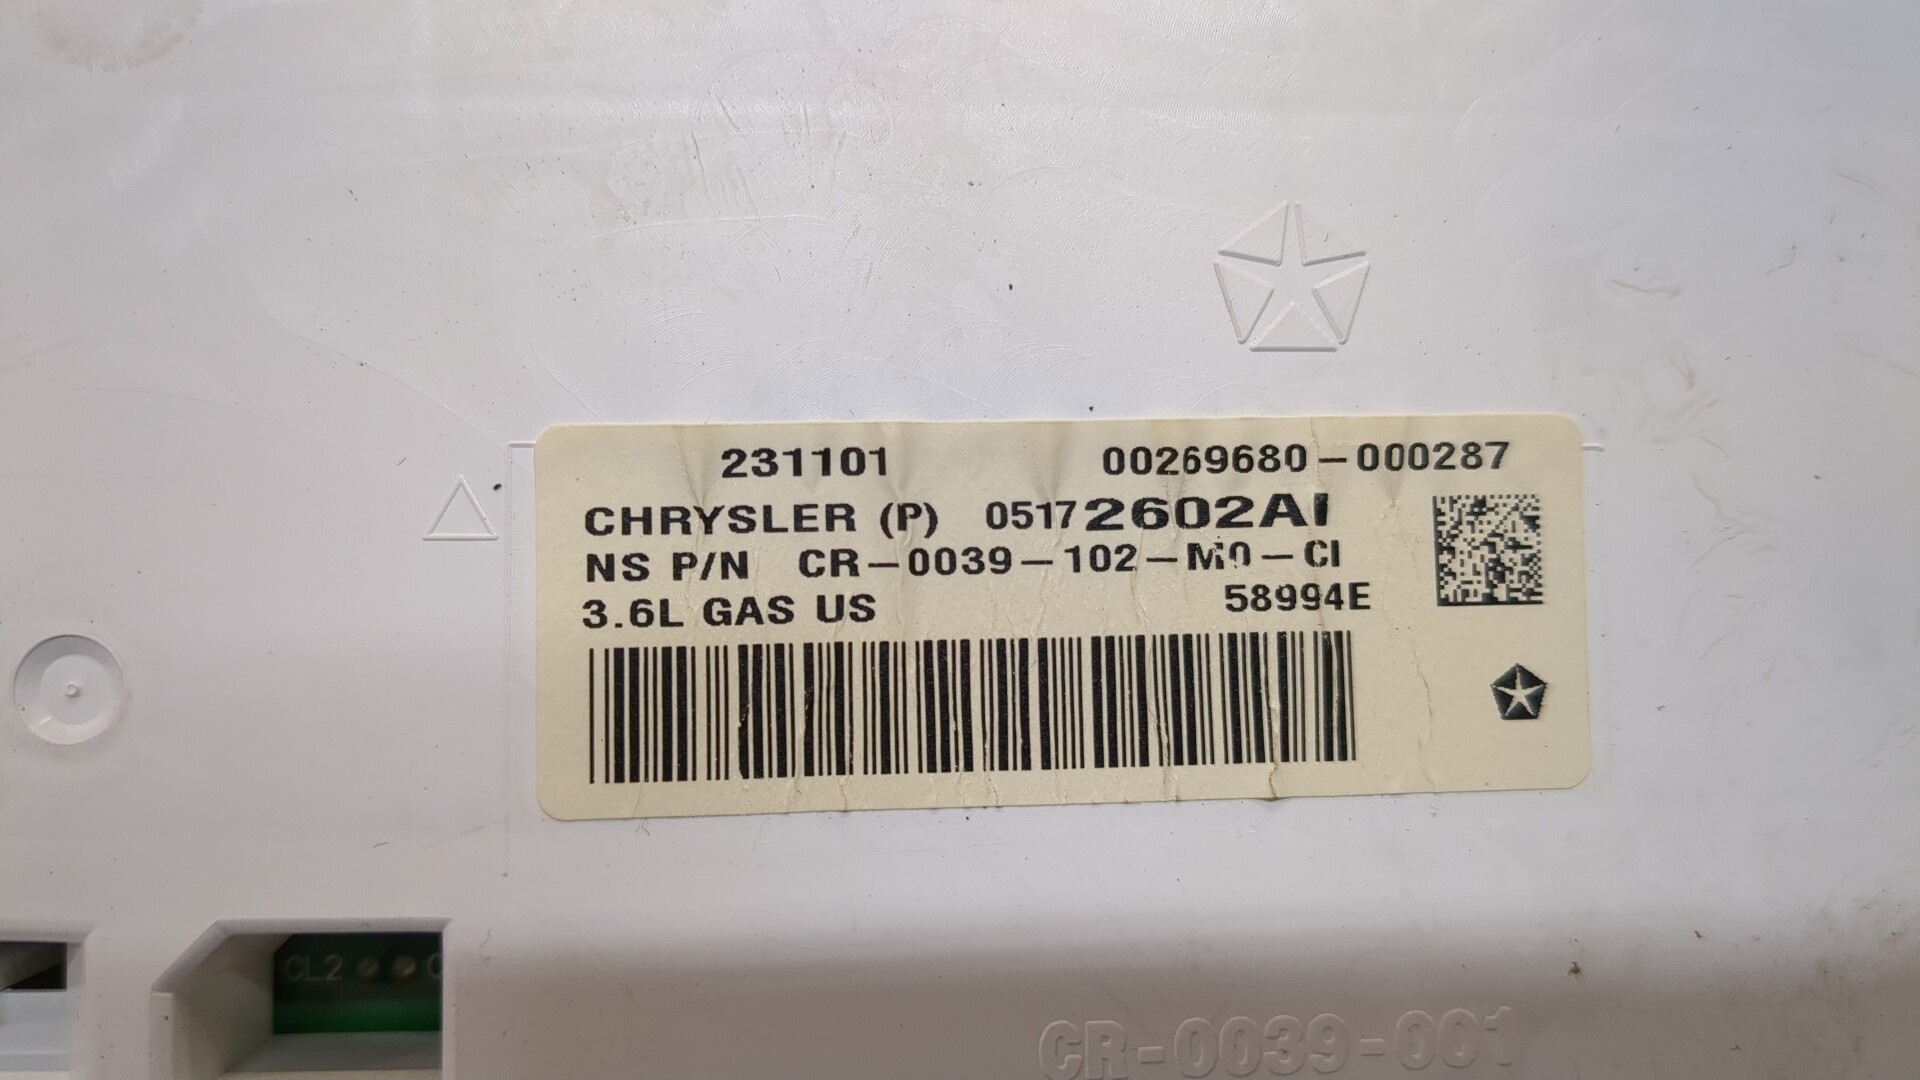 231101 00269680-000287
CHRYSLER (P) 05172602AI
NS P/N CR-0039-102-M0-CI
3.6L GAS US 58994E
CL2 C
CR-0039-001